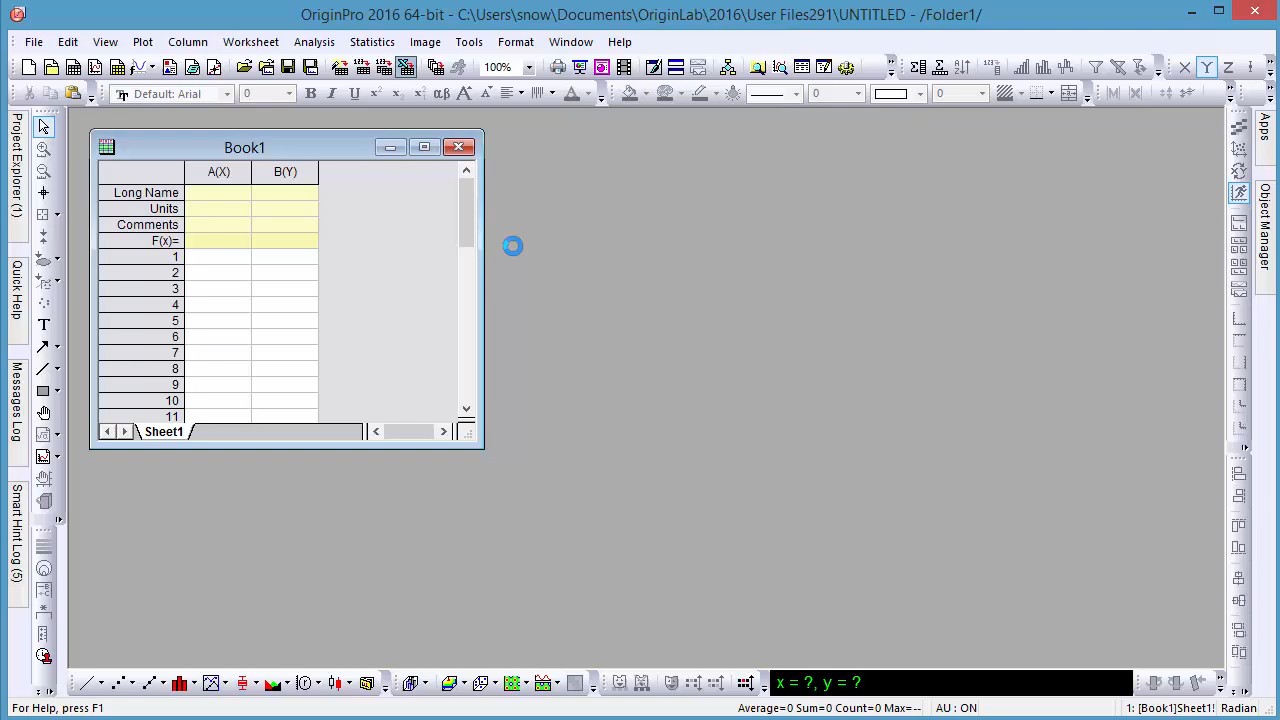 OriginPro 2016 64-bit - C:\Users\snow\Documents\OriginLab\2016\User Files291\UNTITLED - /Folder1/
File Edit View Plot Column Worksheet Analysis Statistics Image Tools Format Window Help
100%
Default: Arial 0 B I U αβ A A A 0 0
Project Explorer (1)
Quick Help
Messages Log
Smart Hint Log (5)
Apps
Object Manager
Book1
A(X) B(Y)
Long Name
Units
Comments
F(x)=
1
2
3
4
5
6
7
8
9
10
11
Sheet1
x = ?, y = ?
For Help, press F1 Average=0 Sum=0 Count=0 Max=-- AU : ON 1: [Book1]Sheet1! Radian